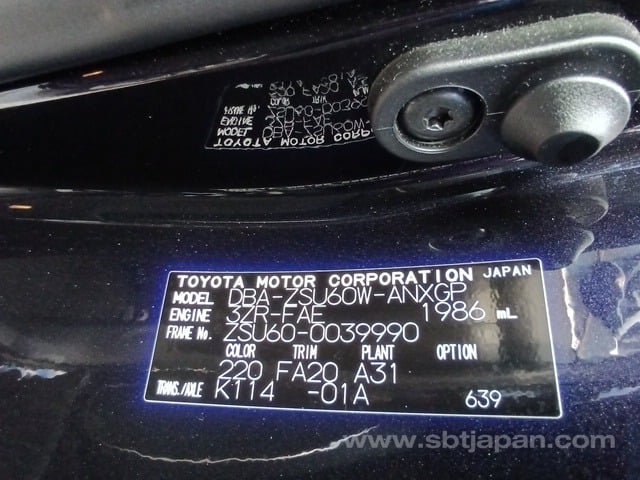 TOYOTA MOTOR CORPORATION JAPAN
MODEL DBA-ZSU60W-ANXGP
ENGINE 3ZR-FAE 1986 mL
FRAME No. ZSU60-0039990
COLOR TRIM PLANT OPTION
220 FA20 A31
TRANS./AXLE K114 -01A 639
www.sbtjapan.com